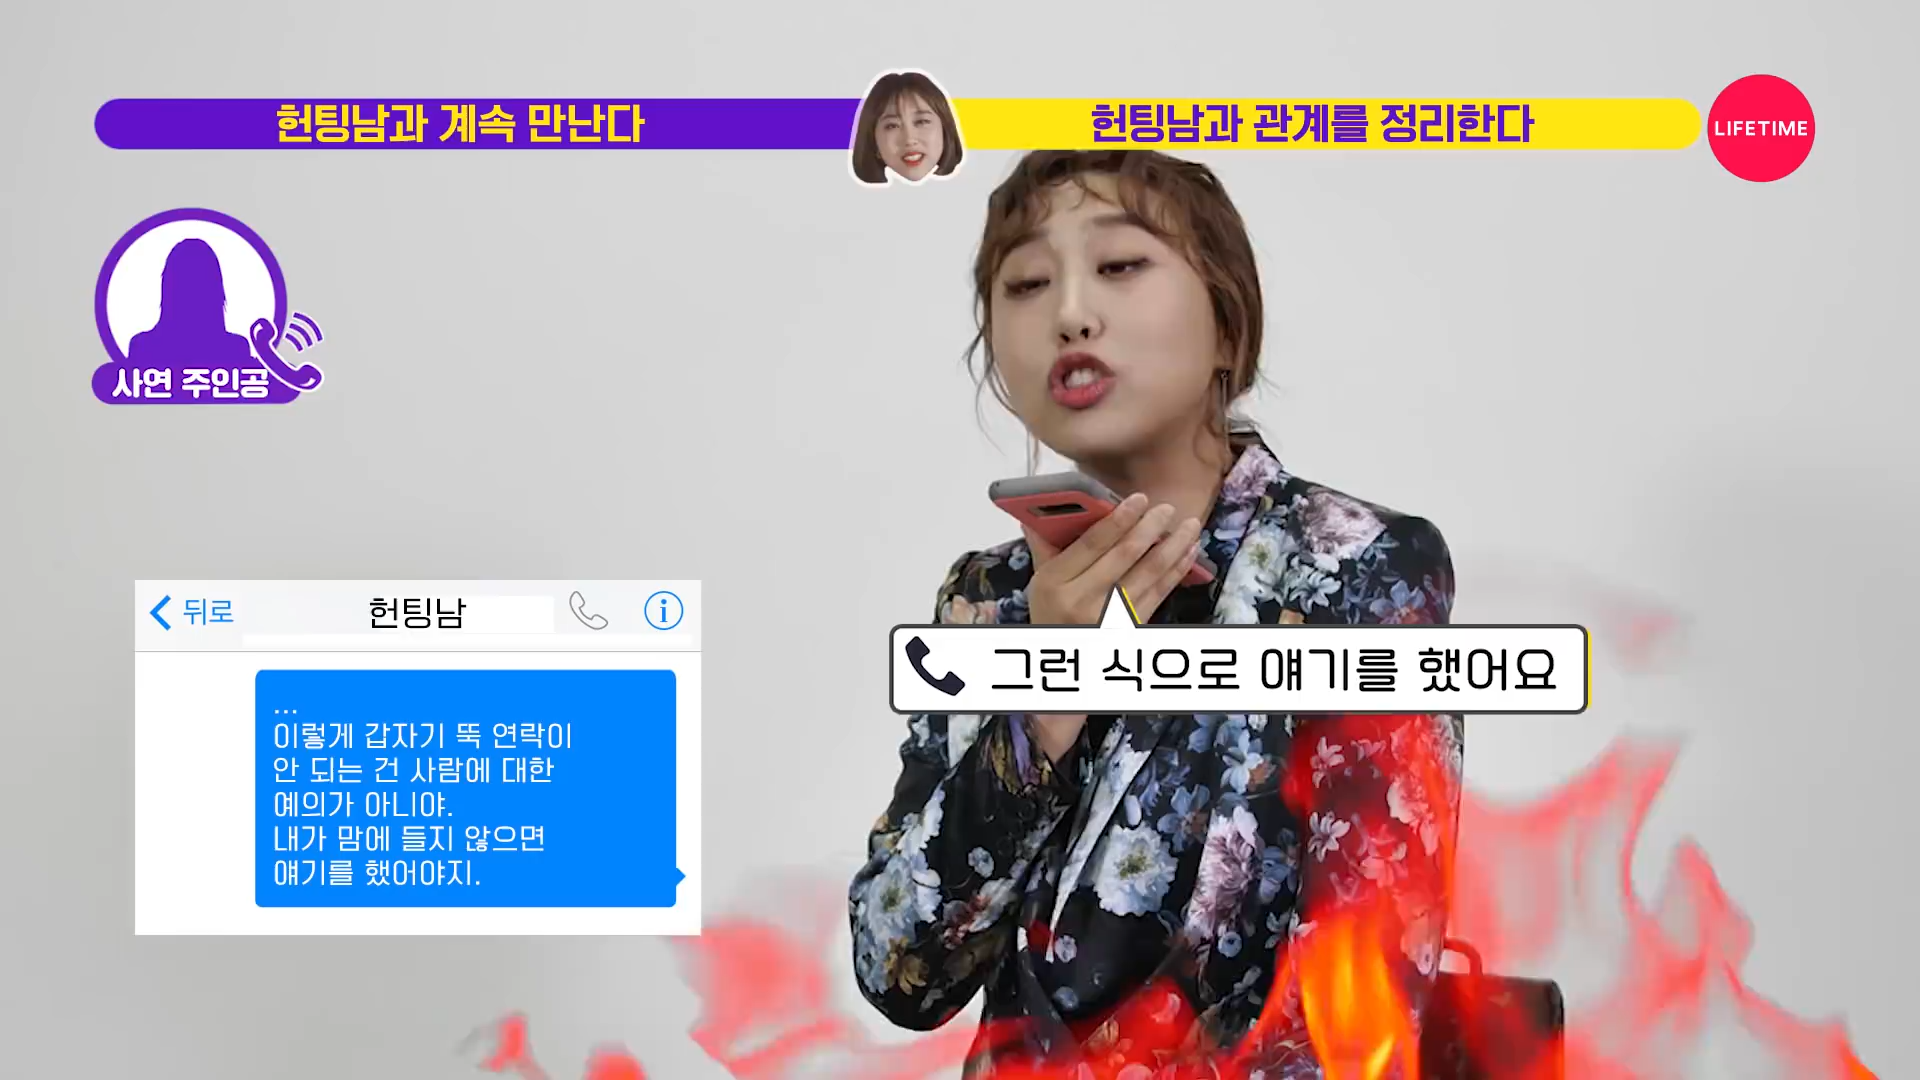 헌팅남과 계속 만난다
헌팅남과 관계를 정리한다
LIFETIME
사연 주인공
뒤로
헌팅남
그런 식으로 얘기를 했어요
...
이렇게 갑자기 뚝 연락이
안 되는 건 사람에 대한
예의가 아니야.
내가 맘에 들지 않으면
얘기를 했어야지.